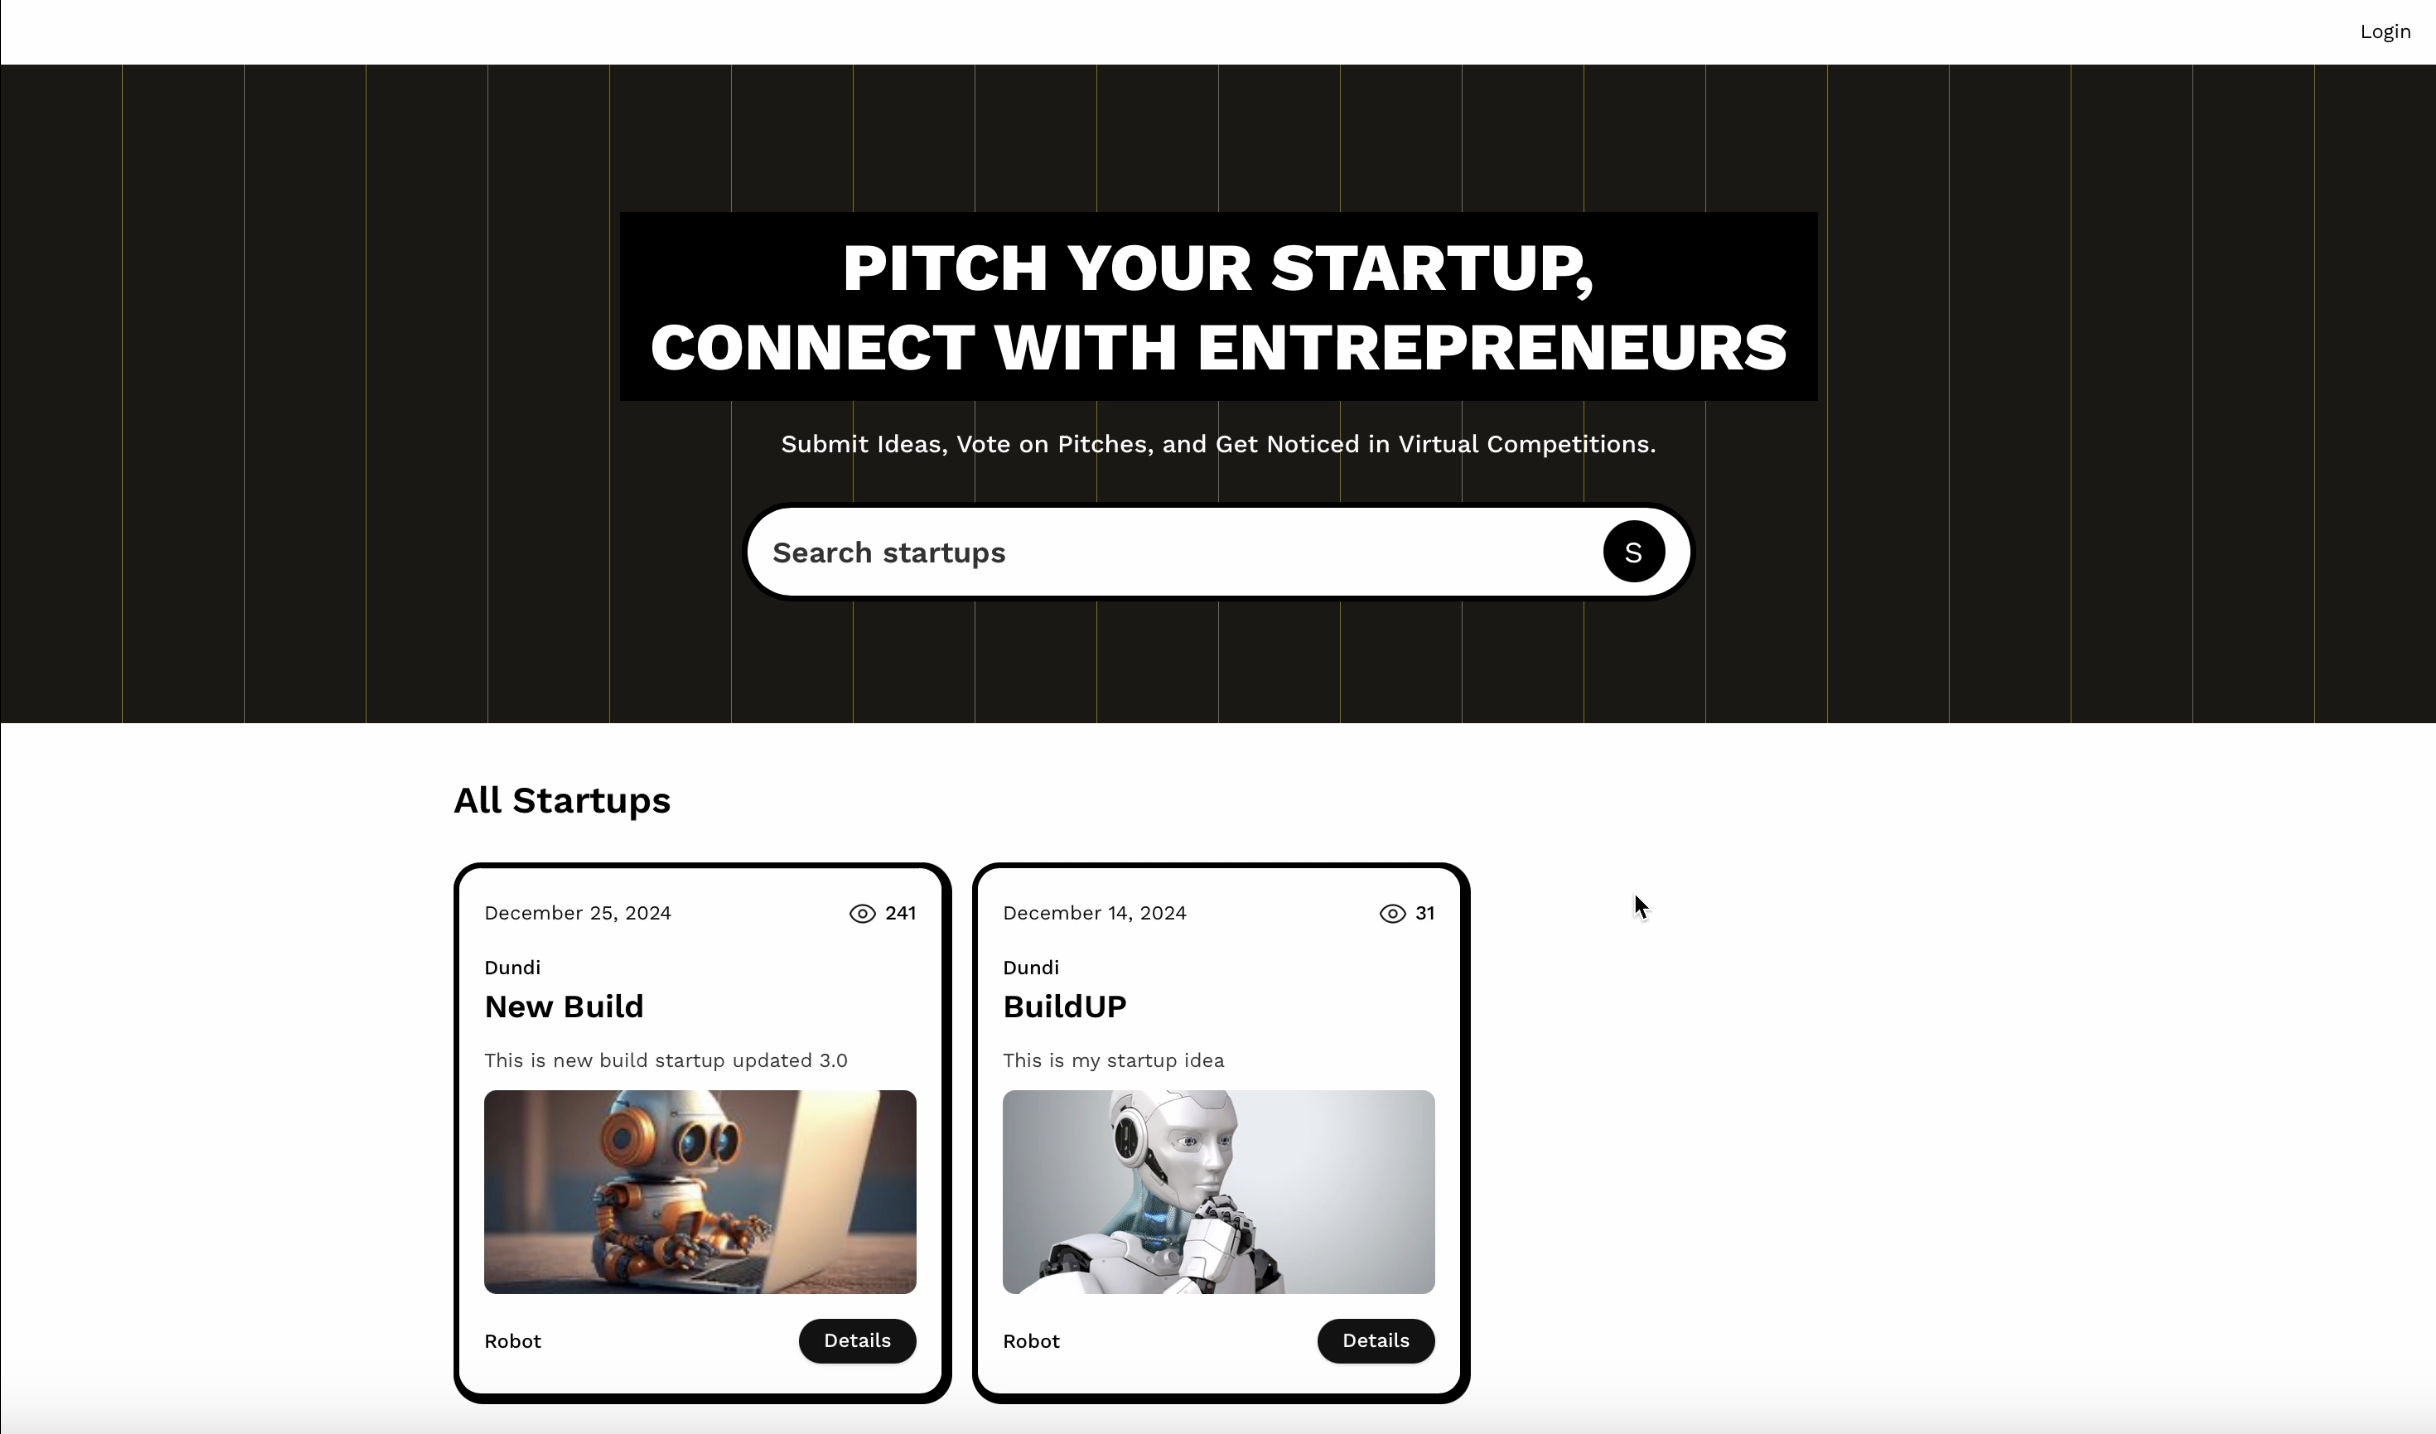 Login
PITCH YOUR STARTUP,
CONNECT WITH ENTREPRENEURS
Submit Ideas, Vote on Pitches, and Get Noticed in Virtual Competitions.
Search startups
S
All Startups
December 25, 2024
241
Dundi
New Build
This is new build startup updated 3.0
Robot
Details
December 14, 2024
31
Dundi
BuildUP
This is my startup idea
Robot
Details